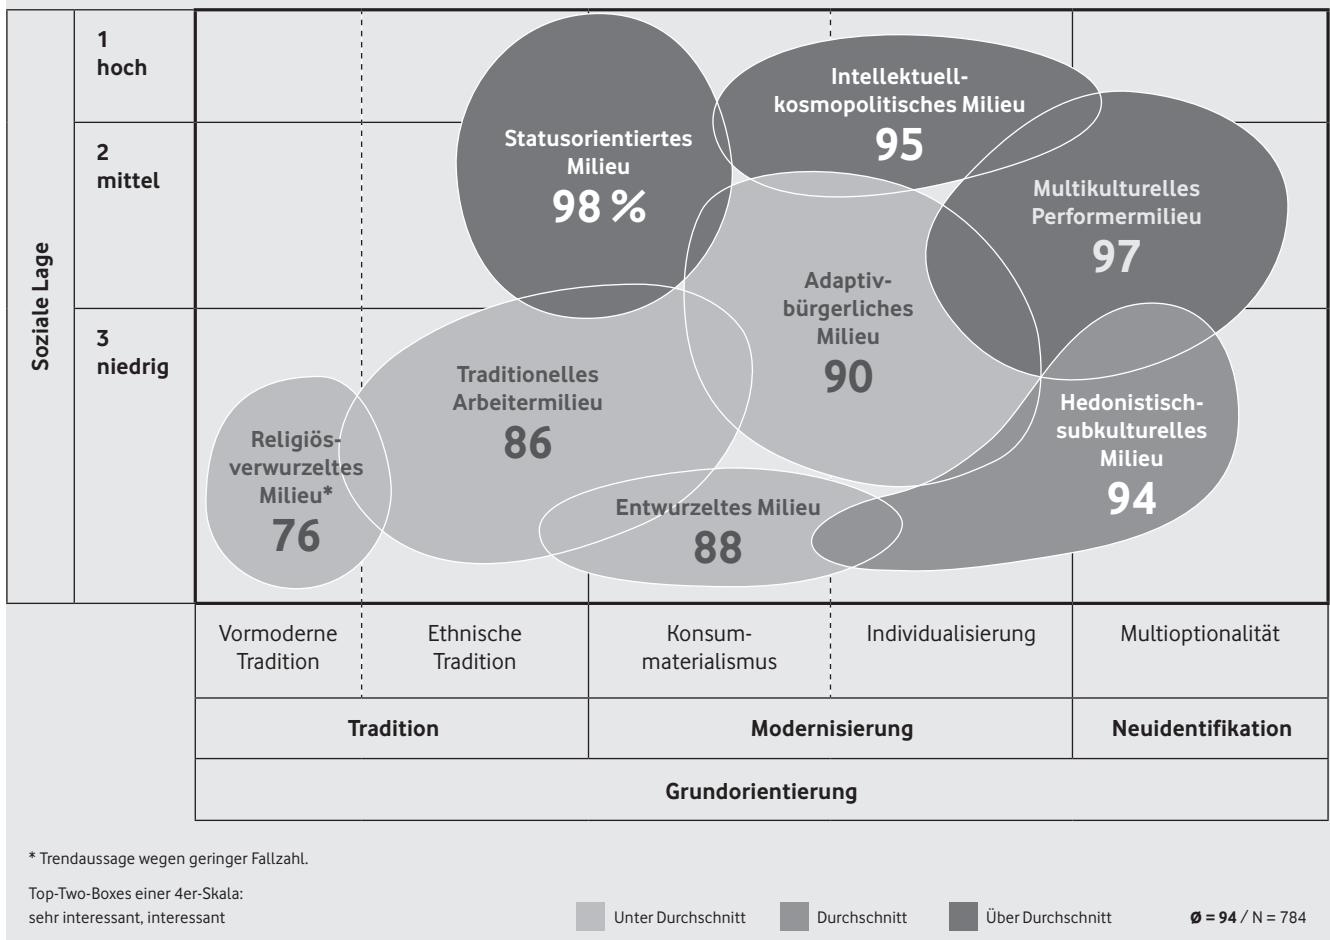 Soziale Lage
1
hoch
2
mittel
3
niedrig
Statusorientiertes
Milieu
98 %
Intellektuell-
kosmopolitisches Milieu
95
Multikulturelles
Performermilieu
97
Adaptiv-
bürgerliches
Milieu
90
Traditionelles
Arbeitermilieu
86
Religiös-
verwurzeltes
Milieu*
76
Entwurzeltes Milieu
88
Hedonistisch-
subkulturelles
Milieu
94
Vormoderne
Tradition
Ethnische
Tradition
Konsum-
materialismus
Individualisierung
Multioptionalität
Tradition
Modernisierung
Neuidentifikation
Grundorientierung
* Trendaussage wegen geringer Fallzahl.
Top-Two-Boxes einer 4er-Skala:
sehr interessant, interessant
Unter Durchschnitt
Durchschnitt
Über Durchschnitt
Ø = 94 / N = 784